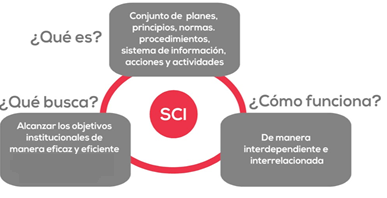 ¿Qué es?
Conjunto de planes,
principios, normas.
procedimientos,
sistema de información,
acciones y actividades
¿Qué busca?
Alcanzar los objetivos
institucionales de
manera eficaz y eficiente
SCI
¿Cómo funciona?
De manera
interdependiente e
interrelacionada